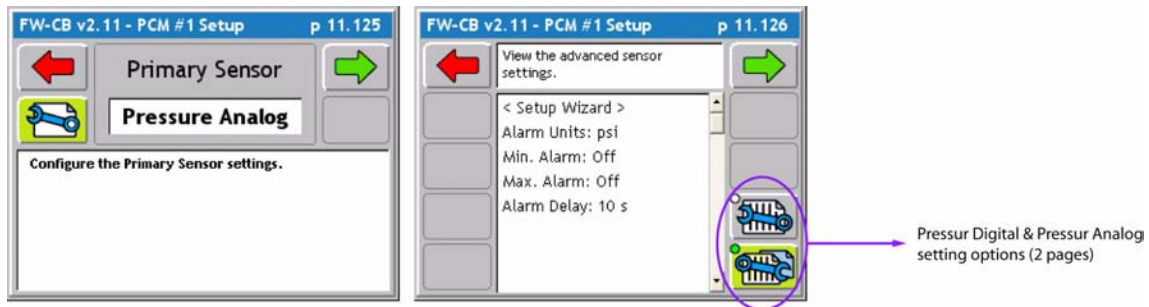 FW-CB v2.11 - PCM #1 Setup p 11.125
Primary Sensor
Pressure Analog
Configure the Primary Sensor settings.
FW-CB v2.11 - PCM #1 Setup p 11.126
View the advanced sensor
settings.
< Setup Wizard >
Alarm Units: psi
Min. Alarm: Off
Max. Alarm: Off
Alarm Delay: 10 s
Pressur Digital & Pressur Analog
setting options (2 pages)